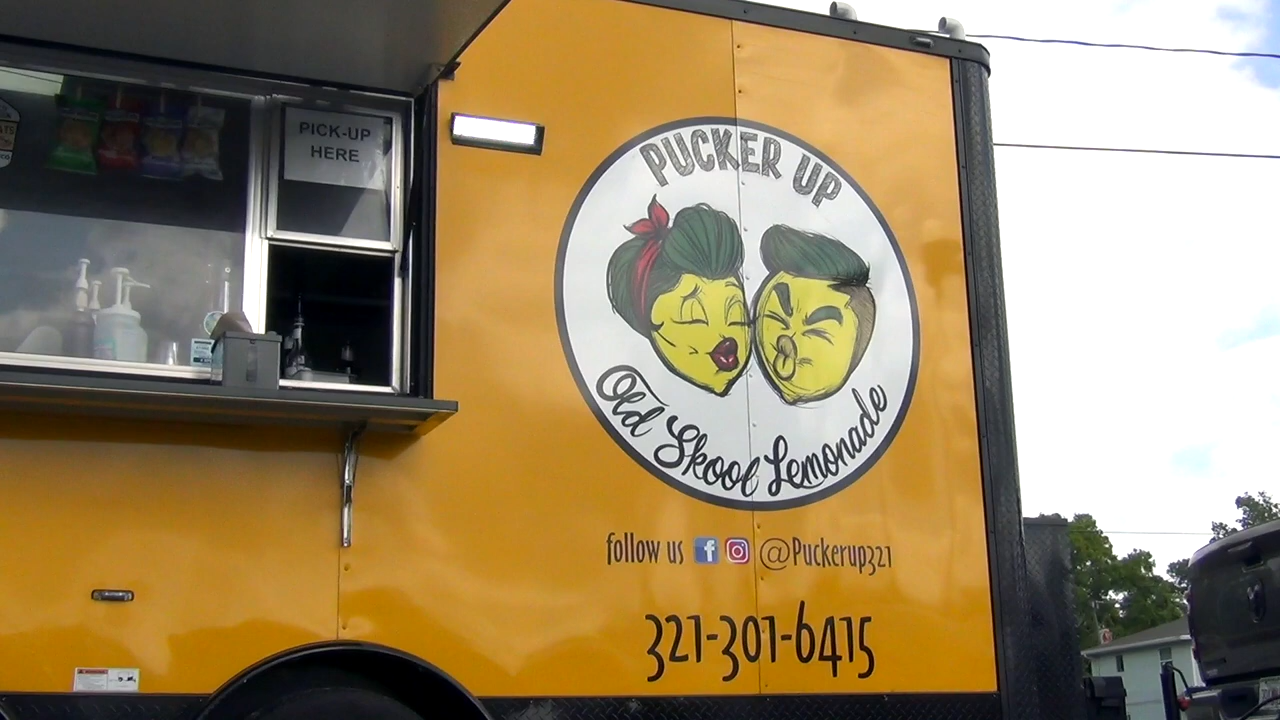 PICK-UP
HERE
PUCKER UP
Old Skool Lemonade
follow us @Puckerup321
321-301-6415